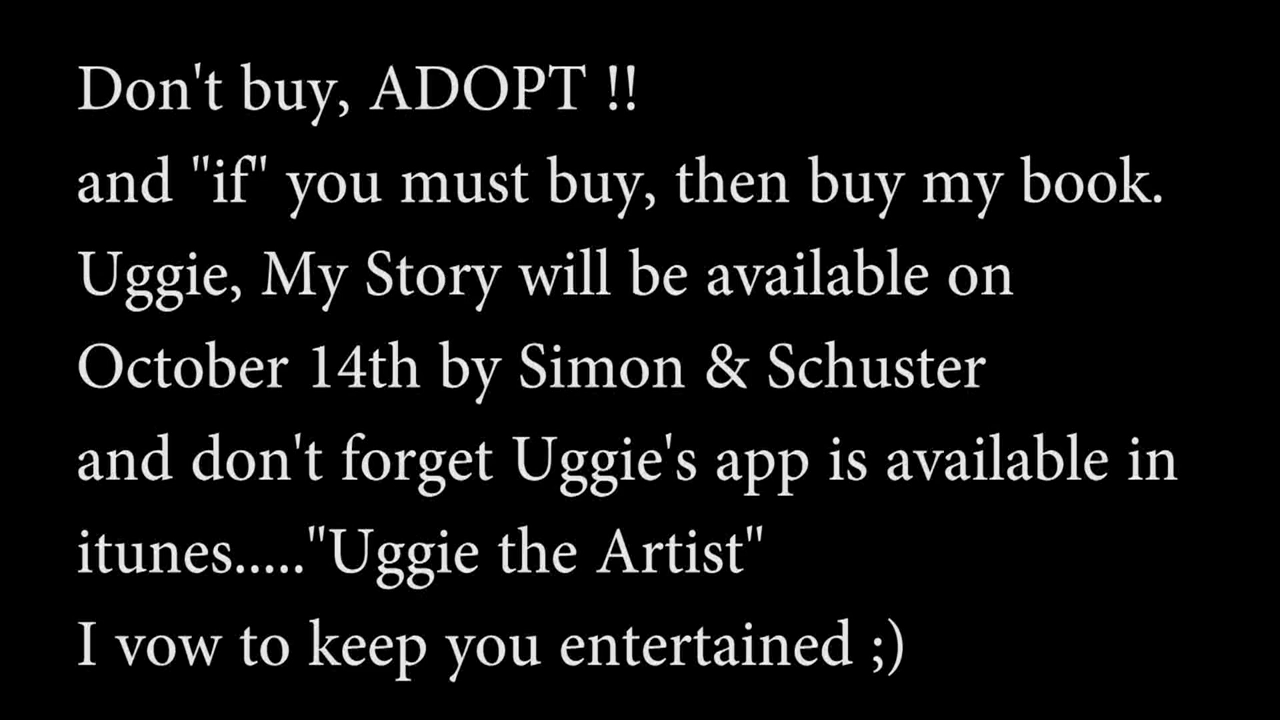 Don't buy, ADOPT !!
and "if" you must buy, then buy my book.
Uggie, My Story will be available on
October 14th by Simon & Schuster
and don't forget Uggie's app is available in
itunes....."Uggie the Artist"
I vow to keep you entertained ;)